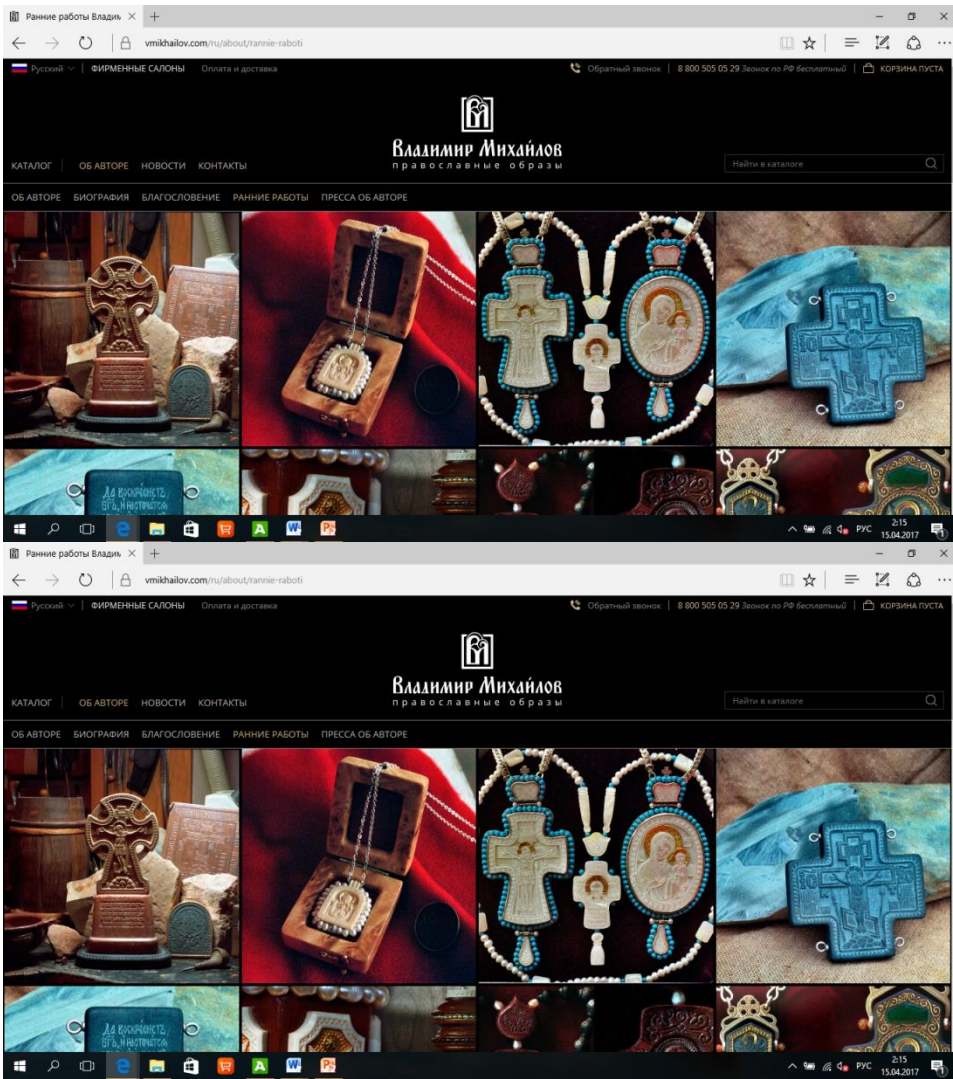 Ранние работы Владим
vmikhailov.com/ru/about/rannie-raboti
Русский | ФИРМЕННЫЕ САЛОНЫ Оплата и доставка
Обратный звонок | 8 800 505 05 29 Звонок по РФ бесплатный | КОРЗИНА ПУСТА
Владимир Михайлов
православные образы
КАТАЛОГ | ОБ АВТОРЕ НОВОСТИ КОНТАКТЫ
Найти в каталоге
ОБ АВТОРЕ БИОГРАФИЯ БЛАГОСЛОВЕНИЕ РАННИЕ РАБОТЫ ПРЕССА ОБ АВТОРЕ
Да воскреснетъ
РУС 2:15
15.04.2017
Ранние работы Владим
vmikhailov.com/ru/about/rannie-raboti
Русский | ФИРМЕННЫЕ САЛОНЫ Оплата и доставка
Обратный звонок | 8 800 505 05 29 Звонок по РФ бесплатный | КОРЗИНА ПУСТА
Владимир Михайлов
православные образы
КАТАЛОГ | ОБ АВТОРЕ НОВОСТИ КОНТАКТЫ
Найти в каталоге
ОБ АВТОРЕ БИОГРАФИЯ БЛАГОСЛОВЕНИЕ РАННИЕ РАБОТЫ ПРЕССА ОБ АВТОРЕ
Да воскреснетъ
РУС 2:15
15.04.2017